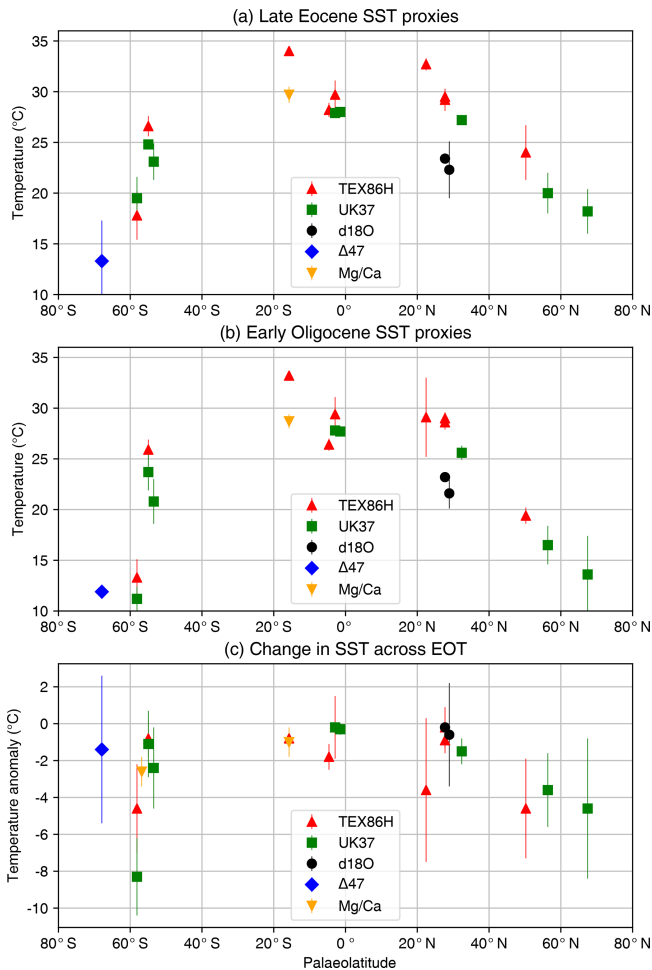 (a) Late Eocene SST proxies
35
30
25
20
15
10
Temperature (°C)
TEX86H
UK37
d18O
Δ47
Mg/Ca
80° S 60° S 40° S 20° S 0° 20° N 40° N 60° N 80° N
(b) Early Oligocene SST proxies
35
30
25
20
15
10
Temperature (°C)
TEX86H
UK37
d18O
Δ47
Mg/Ca
80° S 60° S 40° S 20° S 0° 20° N 40° N 60° N 80° N
(c) Change in SST across EOT
2
0
-2
-4
-6
-8
-10
Temperature anomaly (°C)
TEX86H
UK37
d18O
Δ47
Mg/Ca
80° S 60° S 40° S 20° S 0° 20° N 40° N 60° N 80° N
Palaeolatitude